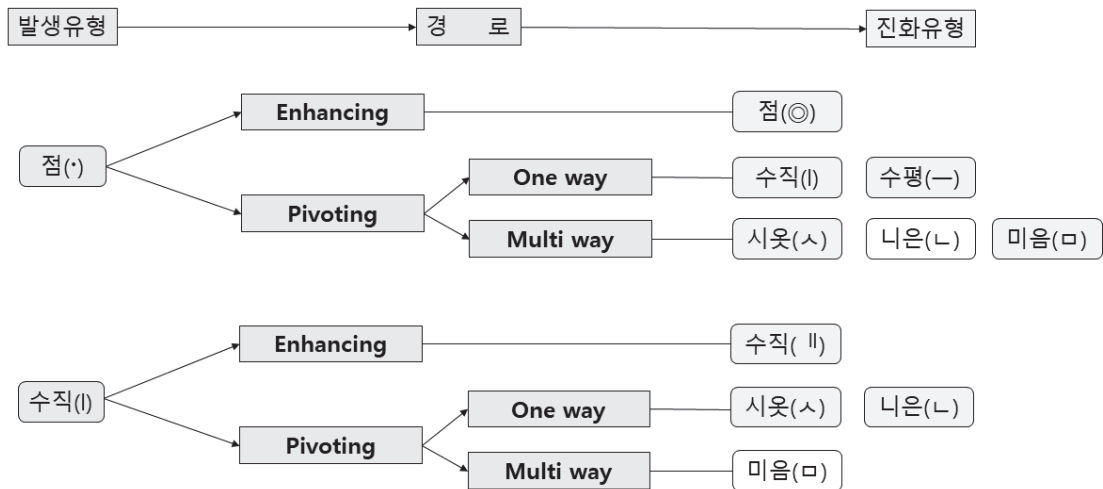 발생유형 경 로 진화유형
Enhancing 점(◎)
점(·)
One way 수직(I) 수평(ㅡ)
Pivoting
Multi way 시옷(ㅅ) 니은(ㄴ) 미음(ㅁ)
Enhancing 수직(II)
수직(I)
One way 시옷(ㅅ) 니은(ㄴ)
Pivoting
Multi way 미음(ㅁ)